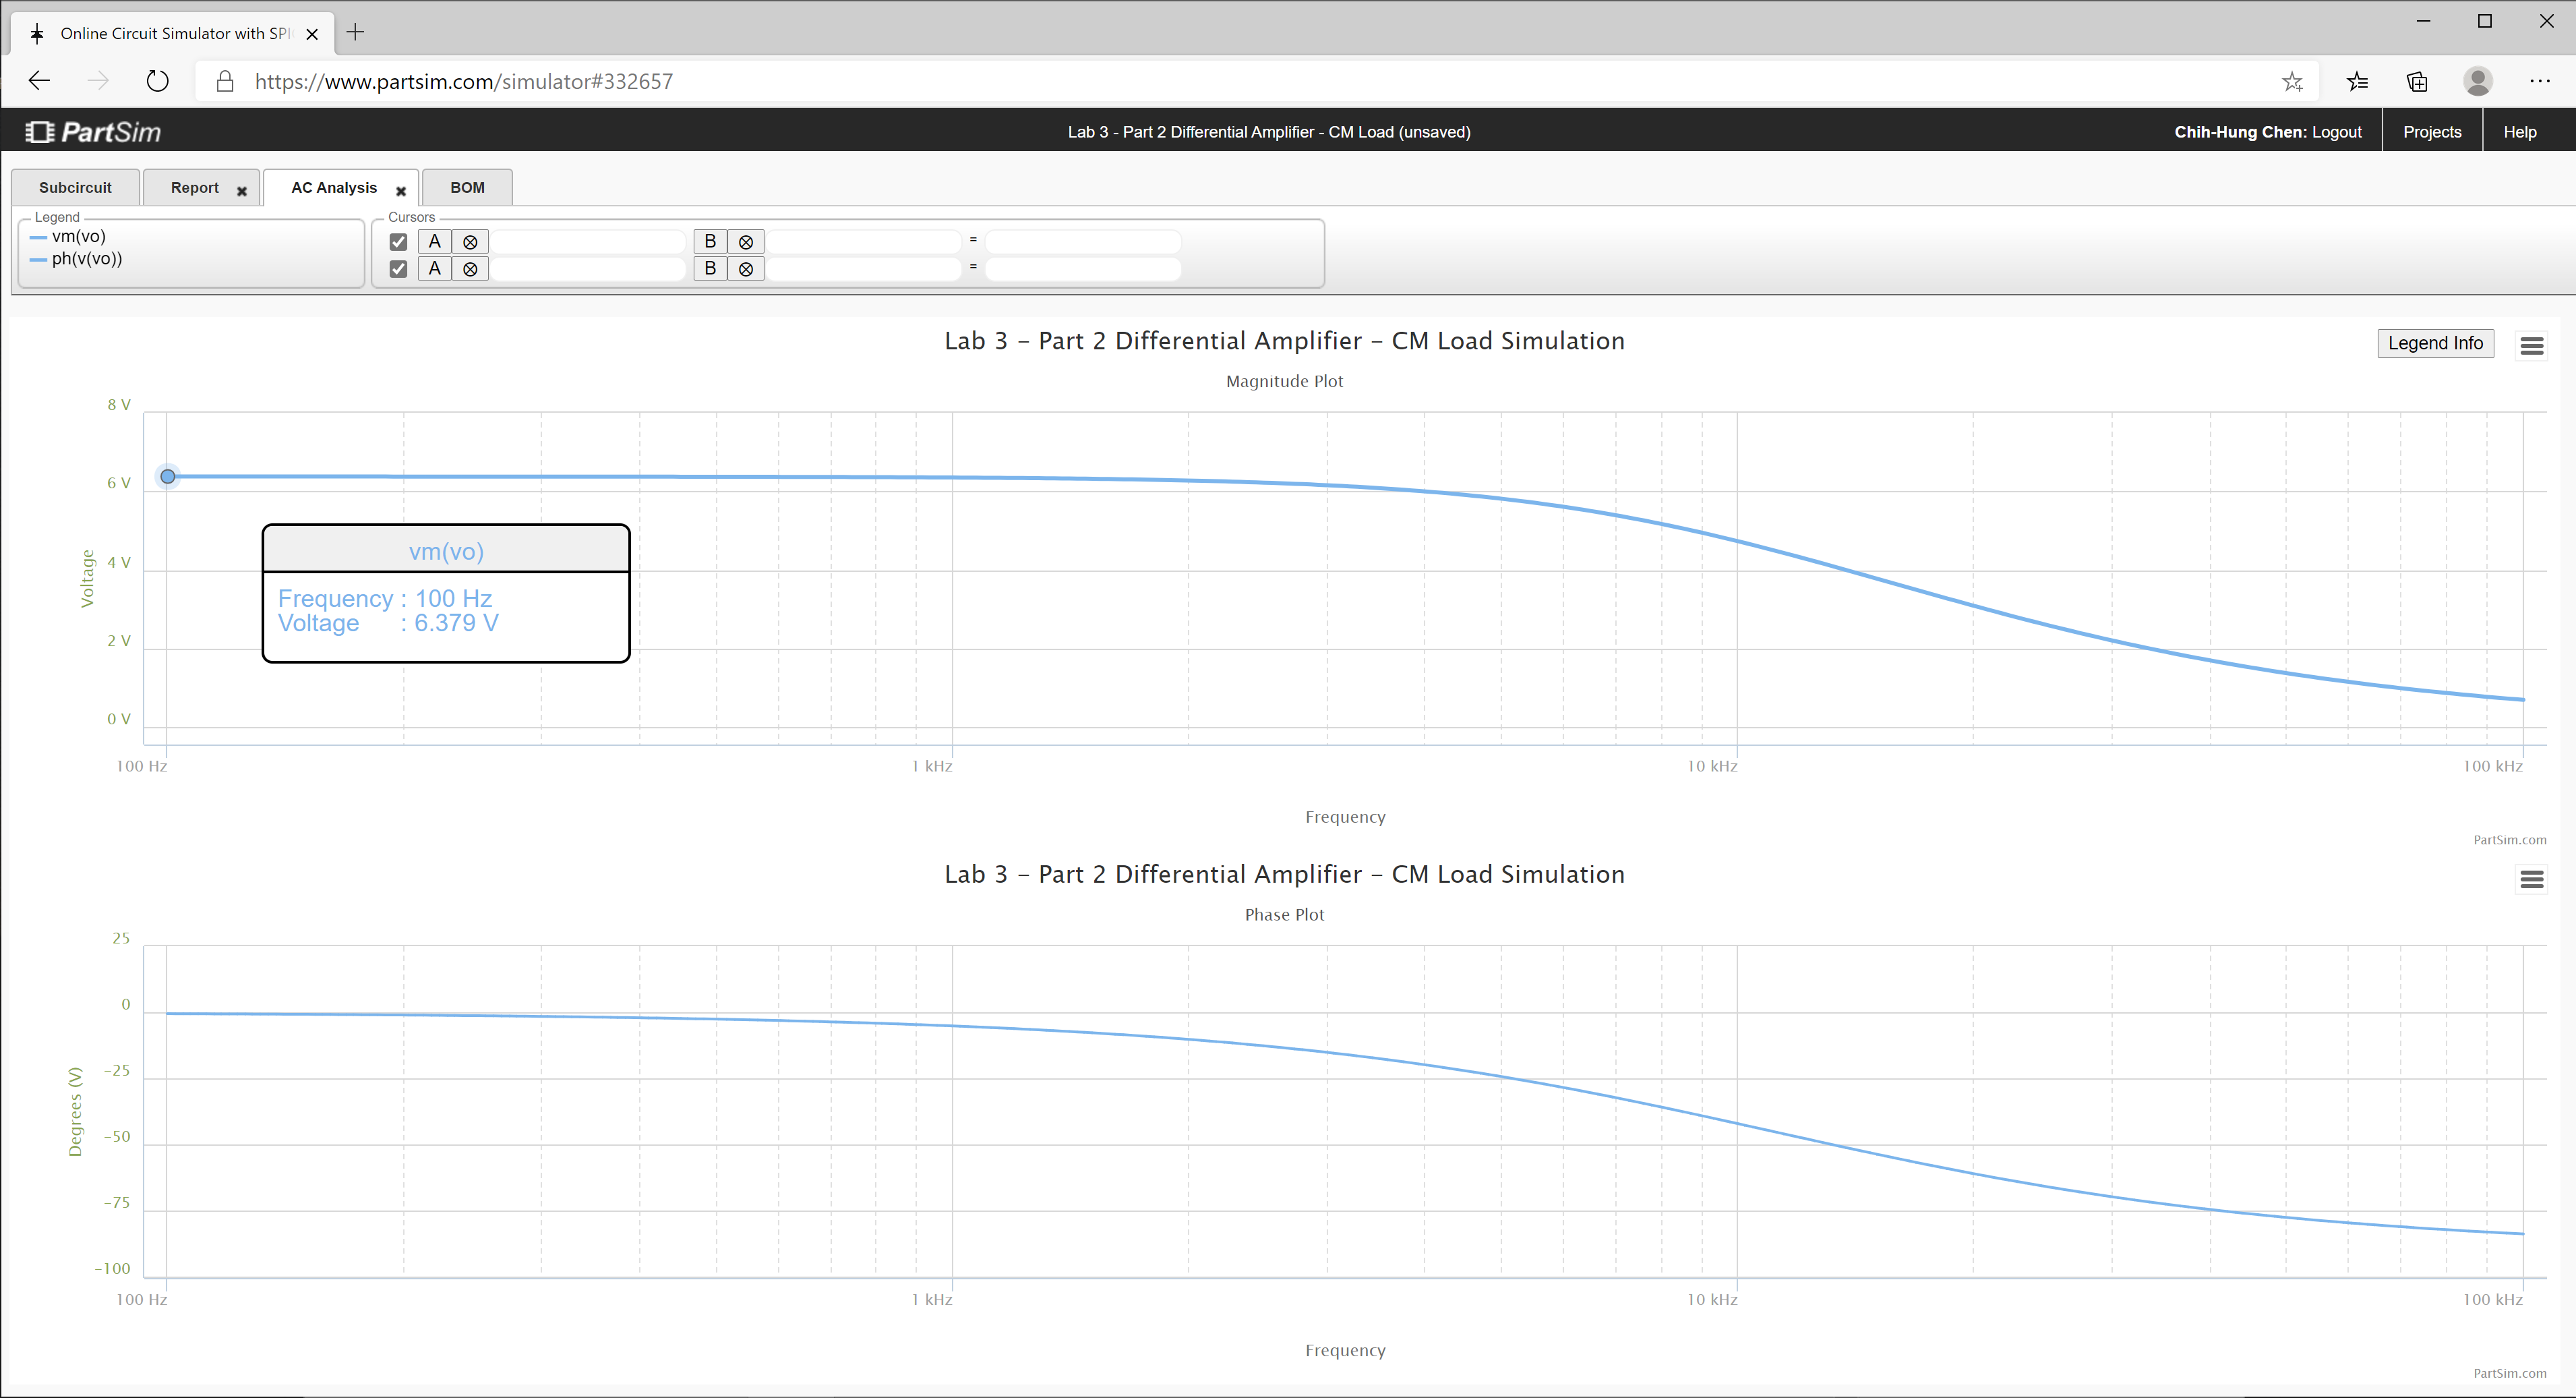 Online Circuit Simulator with SPI
https://www.partsim.com/simulator#332657
PartSim
Lab 3 - Part 2 Differential Amplifier - CM Load (unsaved)
Chih-Hung Chen: Logout
Projects
Help
Subcircuit
Report
AC Analysis
BOM
Legend
vm(vo)
ph(v(vo))
Cursors
A B =
A B =
Lab 3 – Part 2 Differential Amplifier – CM Load Simulation
Legend Info
Magnitude Plot
8 V
6 V
4 V
2 V
0 V
Voltage
vm(vo)
Frequency : 100 Hz
Voltage : 6.379 V
100 Hz 1 kHz 10 kHz 100 kHz
Frequency
PartSim.com
Lab 3 – Part 2 Differential Amplifier – CM Load Simulation
Phase Plot
25
0
−25
−50
−75
−100
Degrees (V)
100 Hz 1 kHz 10 kHz 100 kHz
Frequency
PartSim.com